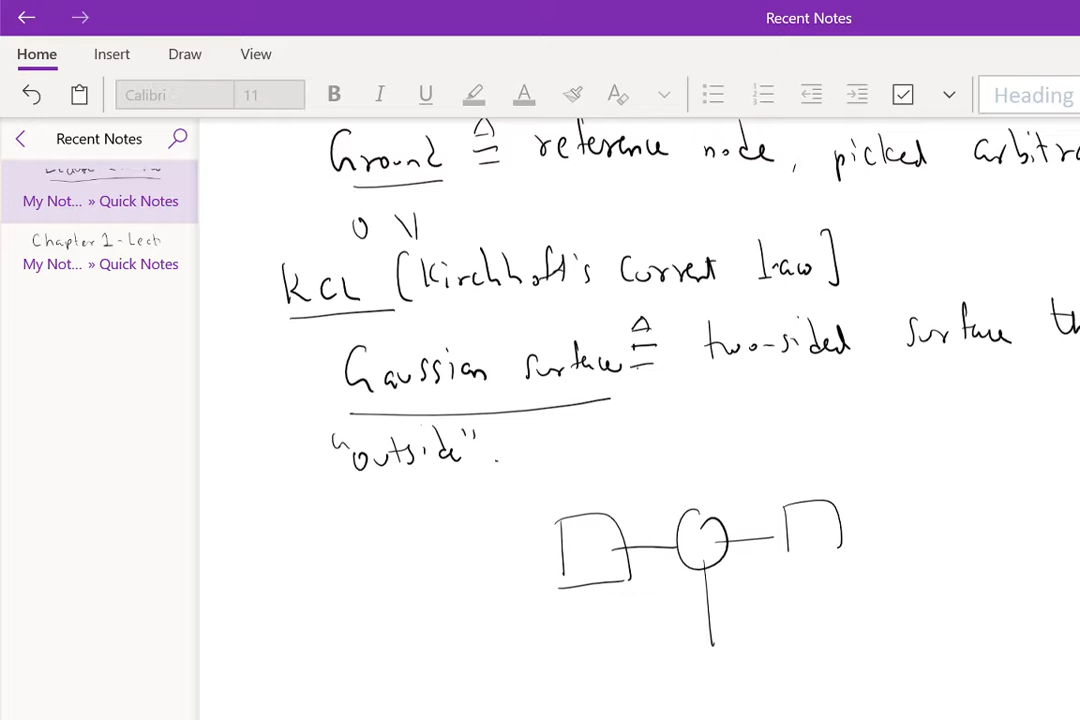 Recent Notes
Home Insert Draw View
Calibri 11 B I U A Heading
Recent Notes
My Not... » Quick Notes
Chapter 1 - Lect
My Not... » Quick Notes
Ground ≜ reference node, picked arbitra
0 V
KCL [Kirchhoff's Current Law]
Gaussian surface ≜ two-sided surface th
"outside".